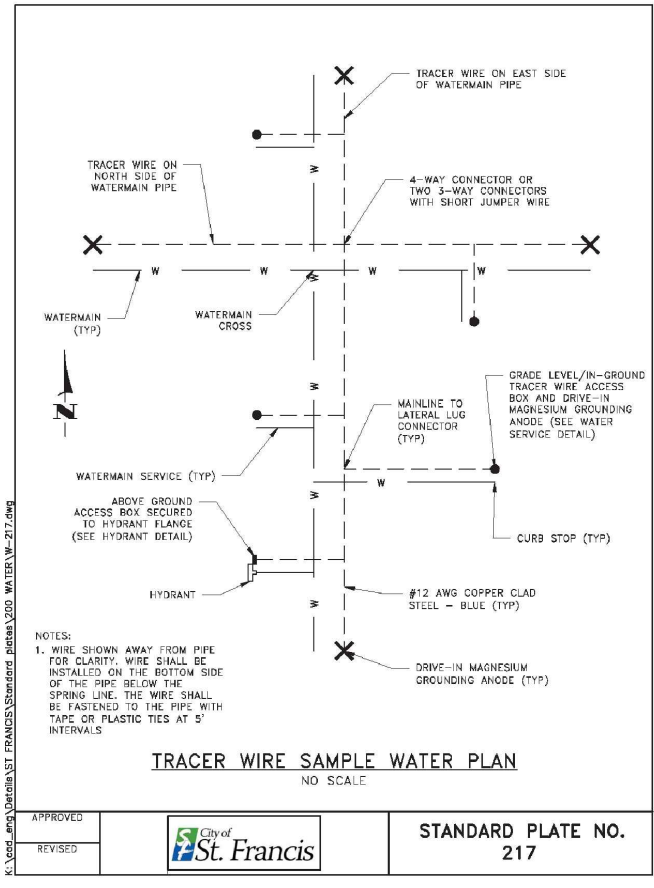 TRACER WIRE ON EAST SIDE
OF WATERMAIN PIPE
TRACER WIRE ON
NORTH SIDE OF
WATERMAIN PIPE
W
4-WAY CONNECTOR OR
TWO 3-WAY CONNECTORS
WITH SHORT JUMPER WIRE
W
W
W
W
W
WATERMAIN
(TYP)
WATERMAIN
CROSS
N
W
GRADE LEVEL/IN-GROUND
TRACER WIRE ACCESS
BOX AND DRIVE-IN
MAGNESIUM GROUNDING
ANODE (SEE WATER
SERVICE DETAIL)
MAINLINE TO
LATERAL LUG
CONNECTOR
(TYP)
WATERMAIN SERVICE (TYP)
W
W
ABOVE GROUND
ACCESS BOX SECURED
TO HYDRANT FLANGE
(SEE HYDRANT DETAIL)
CURB STOP (TYP)
HYDRANT
W
#12 AWG COPPER CLAD
STEEL - BLUE (TYP)
DRIVE-IN MAGNESIUM
GROUNDING ANODE (TYP)
NOTES:
1. WIRE SHOWN AWAY FROM PIPE
FOR CLARITY. WIRE SHALL BE
INSTALLED ON THE BOTTOM SIDE
OF THE PIPE BELOW THE
SPRING LINE. THE WIRE SHALL
BE FASTENED TO THE PIPE WITH
TAPE OR PLASTIC TIES AT 5'
INTERVALS
TRACER WIRE SAMPLE WATER PLAN
NO SCALE
K:\cad_eng\Details\ST FRANCIS\Standard plates\200 WATER\W-217.dwg
APPROVED
REVISED
City of
St. Francis
STANDARD PLATE NO.
217